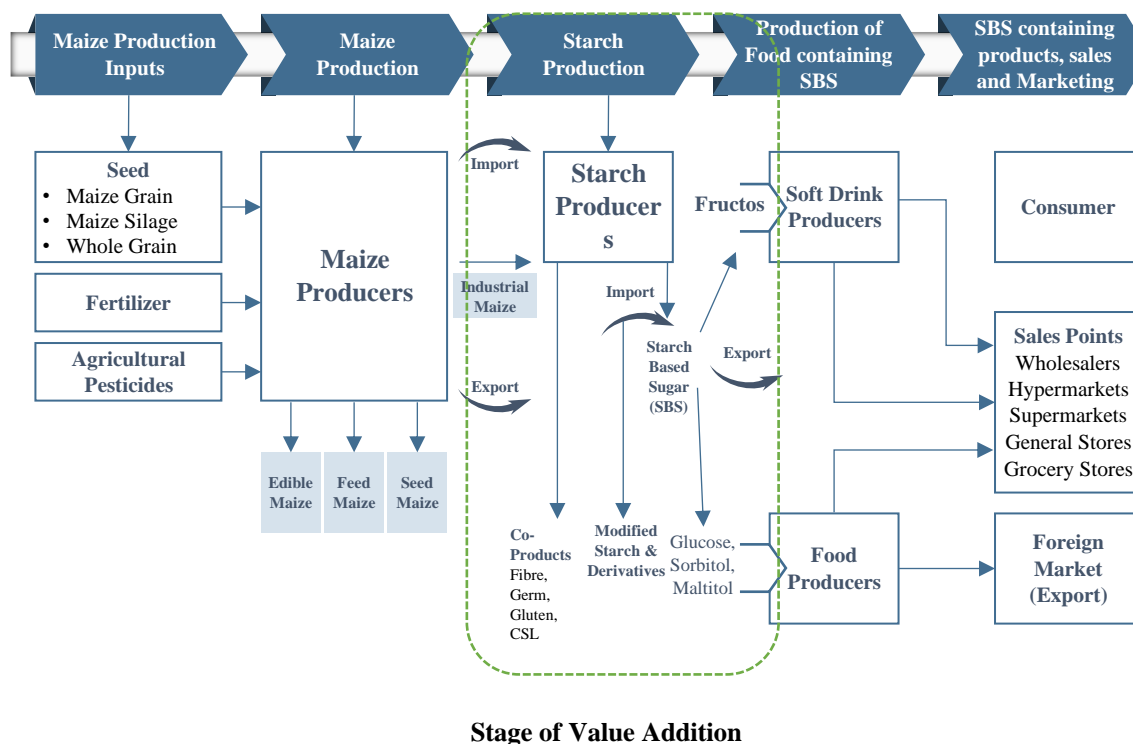 Maize Production
Inputs
Maize
Production
Starch
Production
Production of
Food containing
SBS
SBS containing
products, sales
and Marketing
Seed
• Maize Grain
• Maize Silage
• Whole Grain
Fertilizer
Agricultural
Pesticides
Maize
Producers
Edible
Maize
Feed
Maize
Seed
Maize
Import
Industrial
Maize
Export
Starch
Producer
s
Import
Starch
Based
Sugar
(SBS)
Export
Fructos
Co-
Products
Fibre,
Germ,
Gluten,
CSL
Modified
Starch &
Derivatives
Glucose,
Sorbitol,
Maltitol
Soft Drink
Producers
Food
Producers
Consumer
Sales Points
Wholesalers
Hypermarkets
Supermarkets
General Stores
Grocery Stores
Foreign
Market
(Export)
Stage of Value Addition